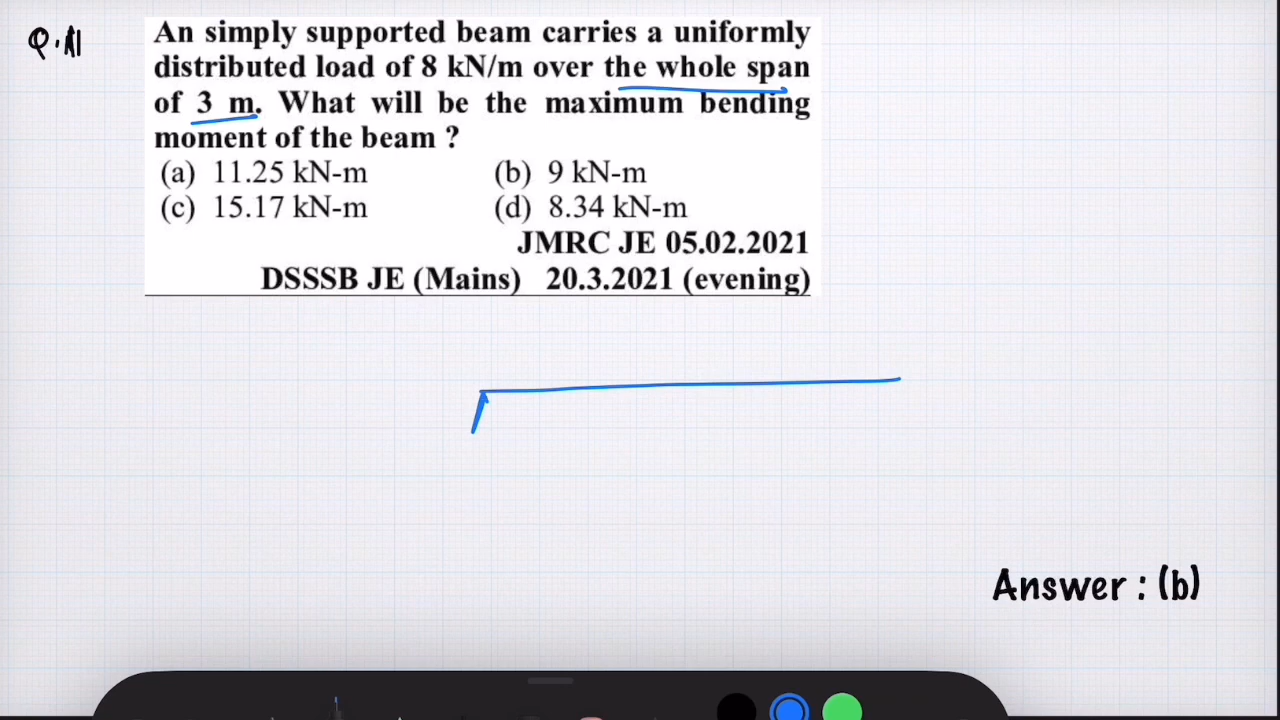 Q.11
An simply supported beam carries a uniformly
distributed load of 8 kN/m over the whole span
of 3 m. What will be the maximum bending
moment of the beam ?
(a) 11.25 kN-m (b) 9 kN-m
(c) 15.17 kN-m (d) 8.34 kN-m
JMRC JE 05.02.2021
DSSSB JE (Mains) 20.3.2021 (evening)
Answer : (b)